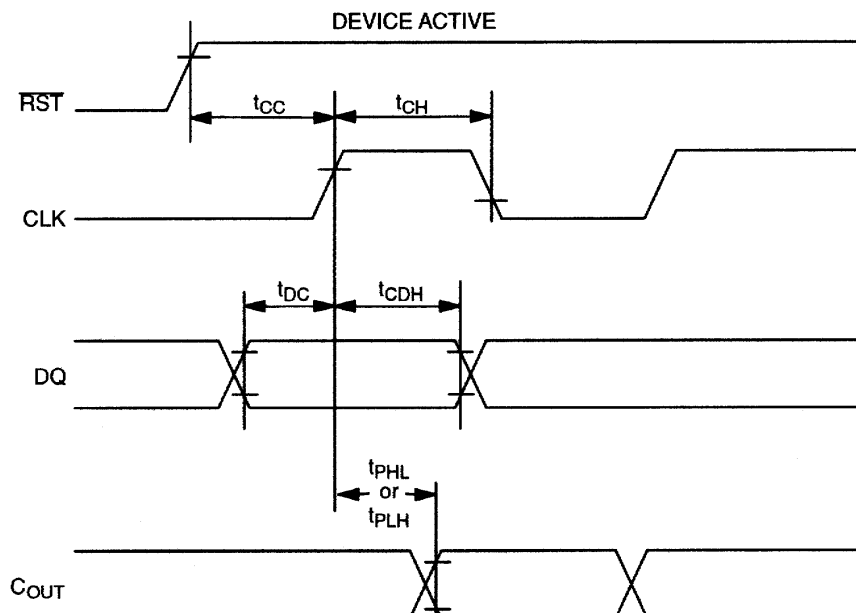 DEVICE ACTIVE
RST
tCC
tCH
CLK
tDC
tCDH
DQ
tPHL
or
tPLH
COUT